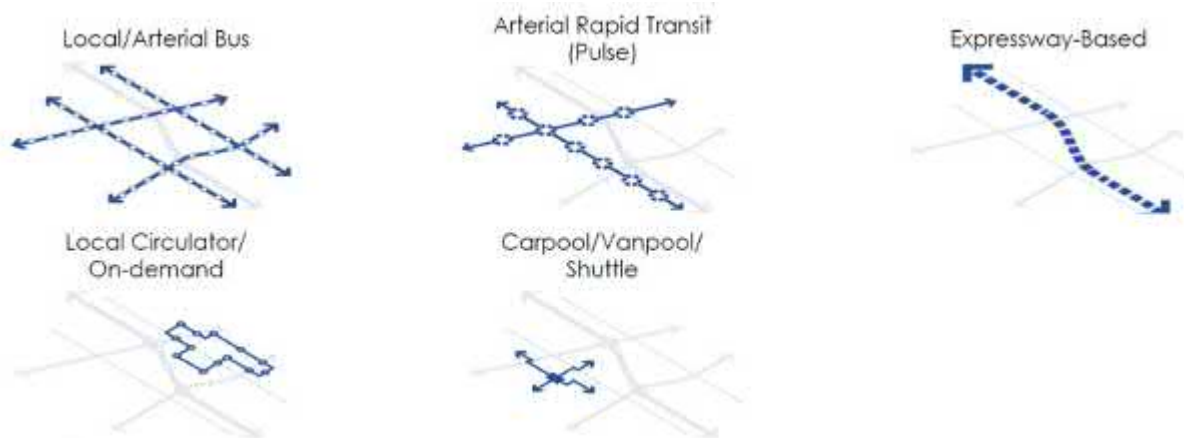 Local/Arterial Bus
Arterial Rapid Transit
(Pulse)
Expressway-Based
Local Circulator/
On-demand
Carpool/Vanpool/
Shuttle